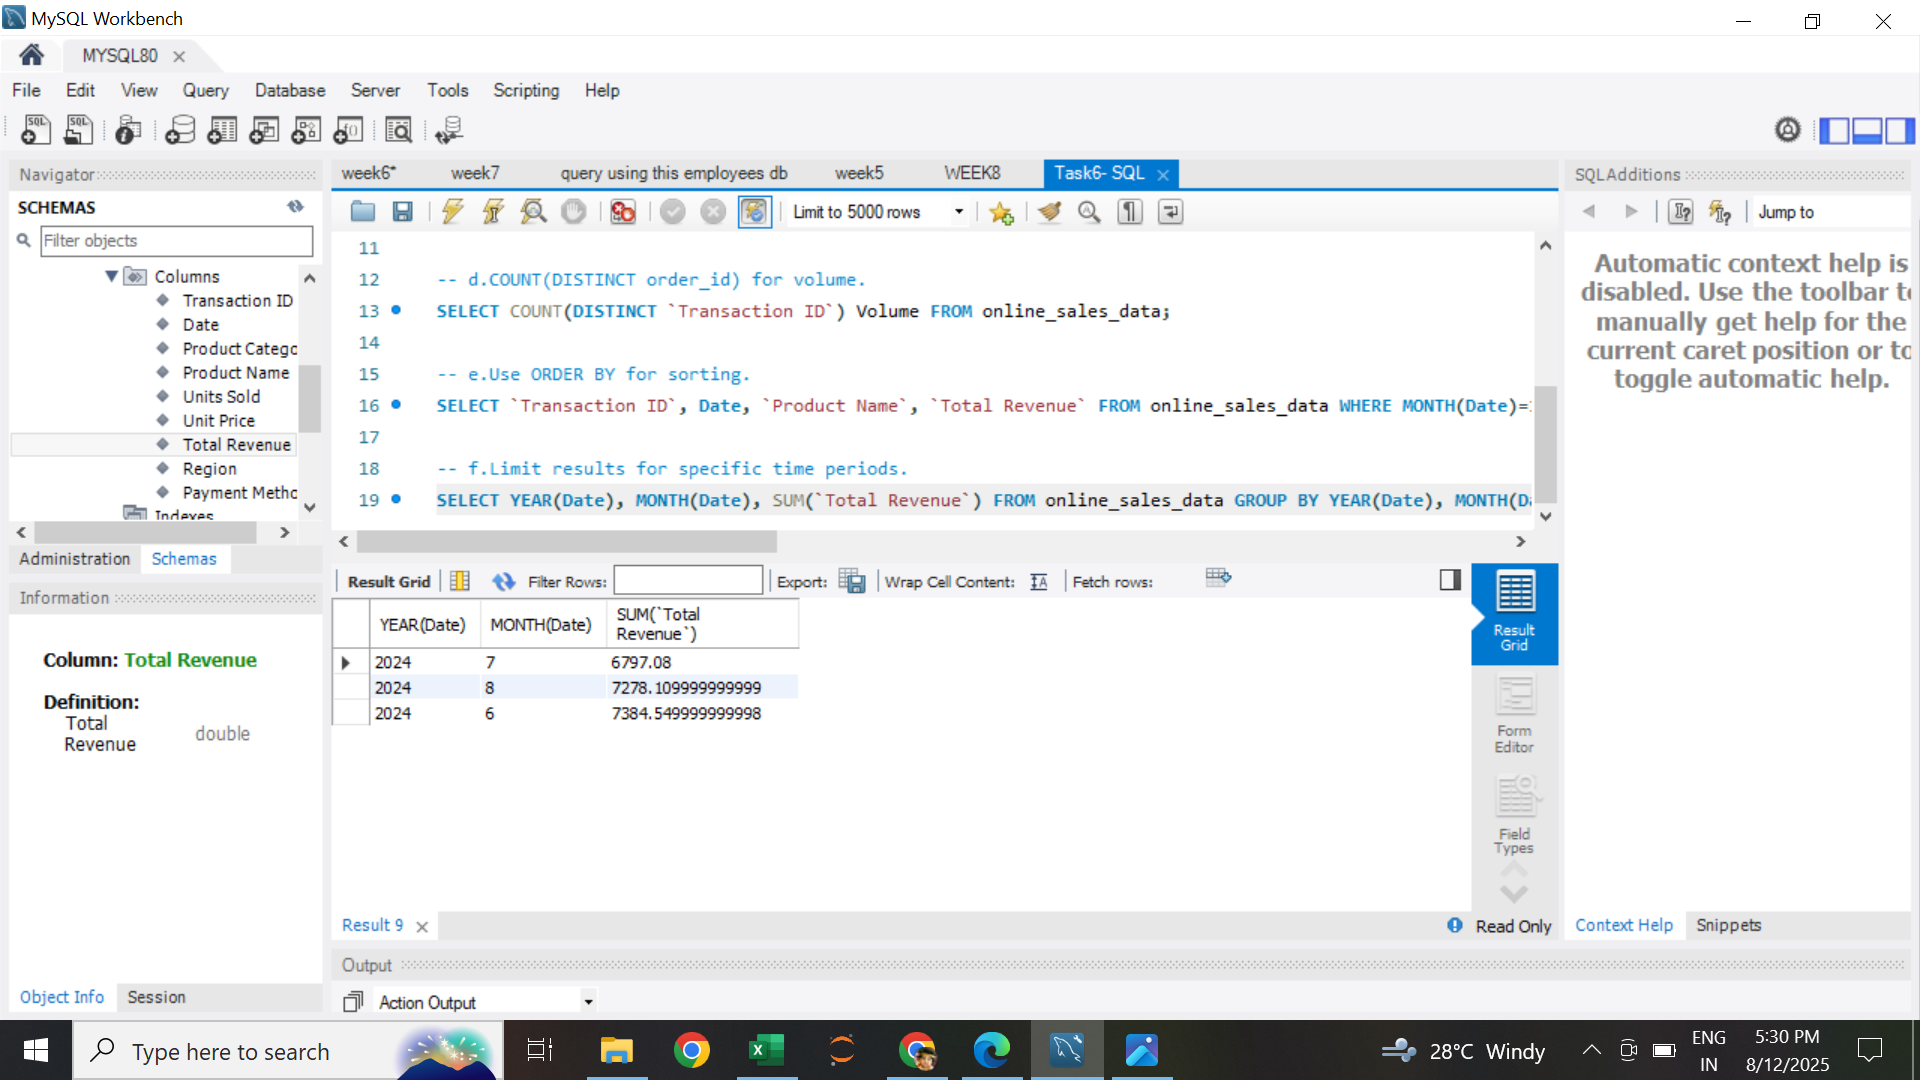 MySQL Workbench
MYSQL80
File Edit View Query Database Server Tools Scripting Help
Navigator
SCHEMAS
Filter objects
Columns
Transaction ID
Date
Product Catego
Product Name
Units Sold
Unit Price
Total Revenue
Region
Payment Metho
Indexes
Administration Schemas
Information
Column: Total Revenue
Definition:
Total Revenue double
Object Info Session
week6* week7 query using this employees db week5 WEEK8 Task6- SQL
Limit to 5000 rows
11
12 -- d.COUNT(DISTINCT order_id) for volume.
13 SELECT COUNT(DISTINCT `Transaction ID`) Volume FROM online_sales_data;
14
15 -- e.Use ORDER BY for sorting.
16 SELECT `Transaction ID`, Date, `Product Name`, `Total Revenue` FROM online_sales_data WHERE MONTH(Date)=
17
18 -- f.Limit results for specific time periods.
19 SELECT YEAR(Date), MONTH(Date), SUM(`Total Revenue`) FROM online_sales_data GROUP BY YEAR(Date), MONTH(Da
Result Grid Filter Rows: Export: Wrap Cell Content: Fetch rows:
YEAR(Date) MONTH(Date) SUM(`Total Revenue`)
2024 7 6797.08
2024 8 7278.109999999999
2024 6 7384.549999999998
Result Grid
Form Editor
Field Types
Result 9
Read Only
Output
Action Output
SQLAdditions
Jump to
Automatic context help is
disabled. Use the toolbar to
manually get help for the
current caret position or to
toggle automatic help.
Context Help Snippets
Type here to search
28°C Windy
ENG
IN
5:30 PM
8/12/2025